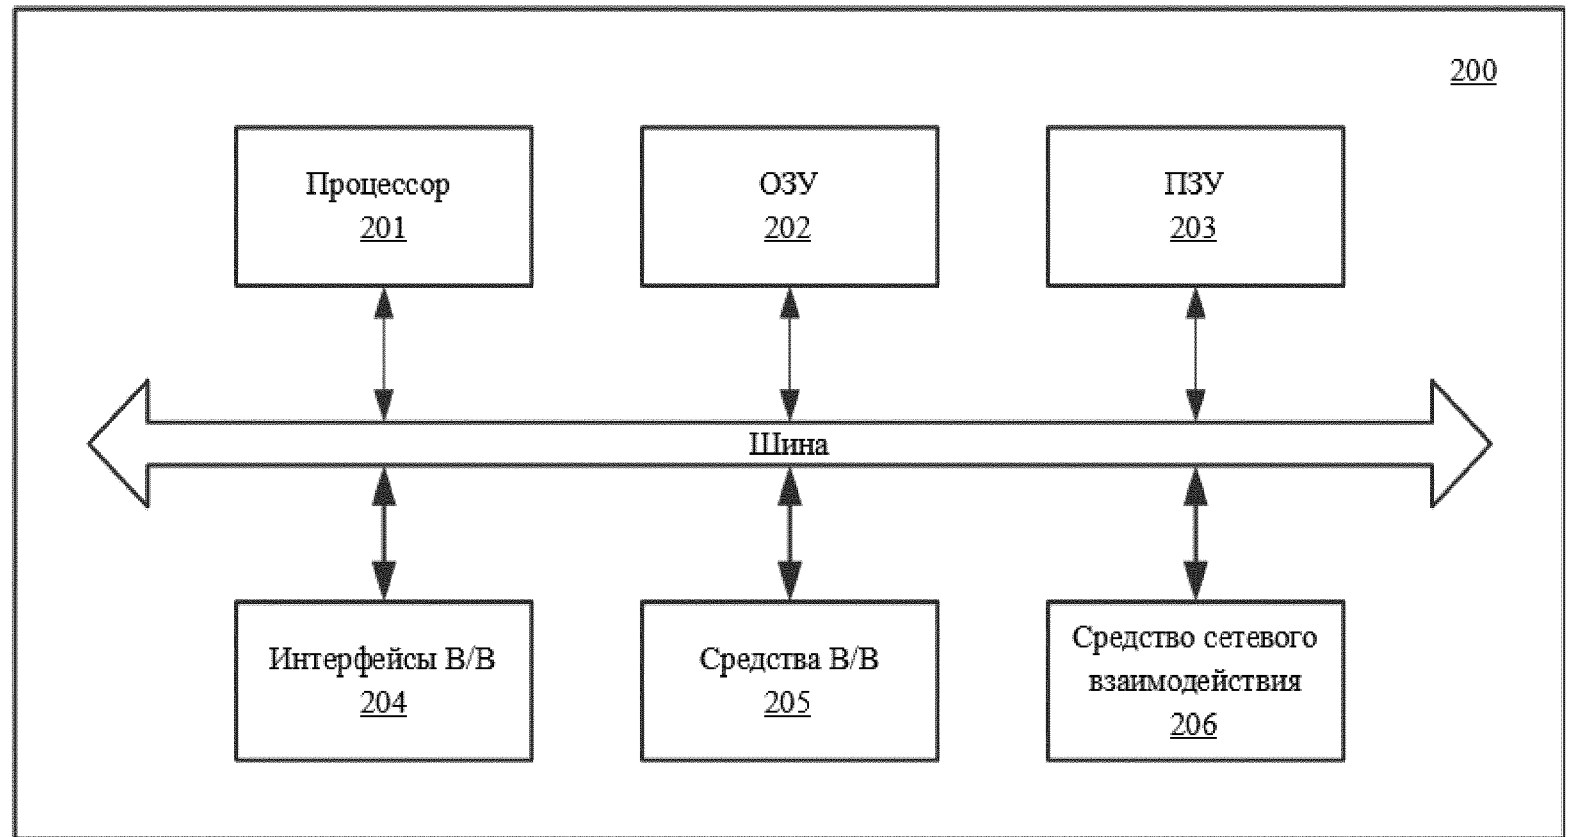 200
Процессор
201
ОЗУ
202
ПЗУ
203
Шина
Интерфейсы В/В
204
Средства В/В
205
Средство сетевого
взаимодействия
206